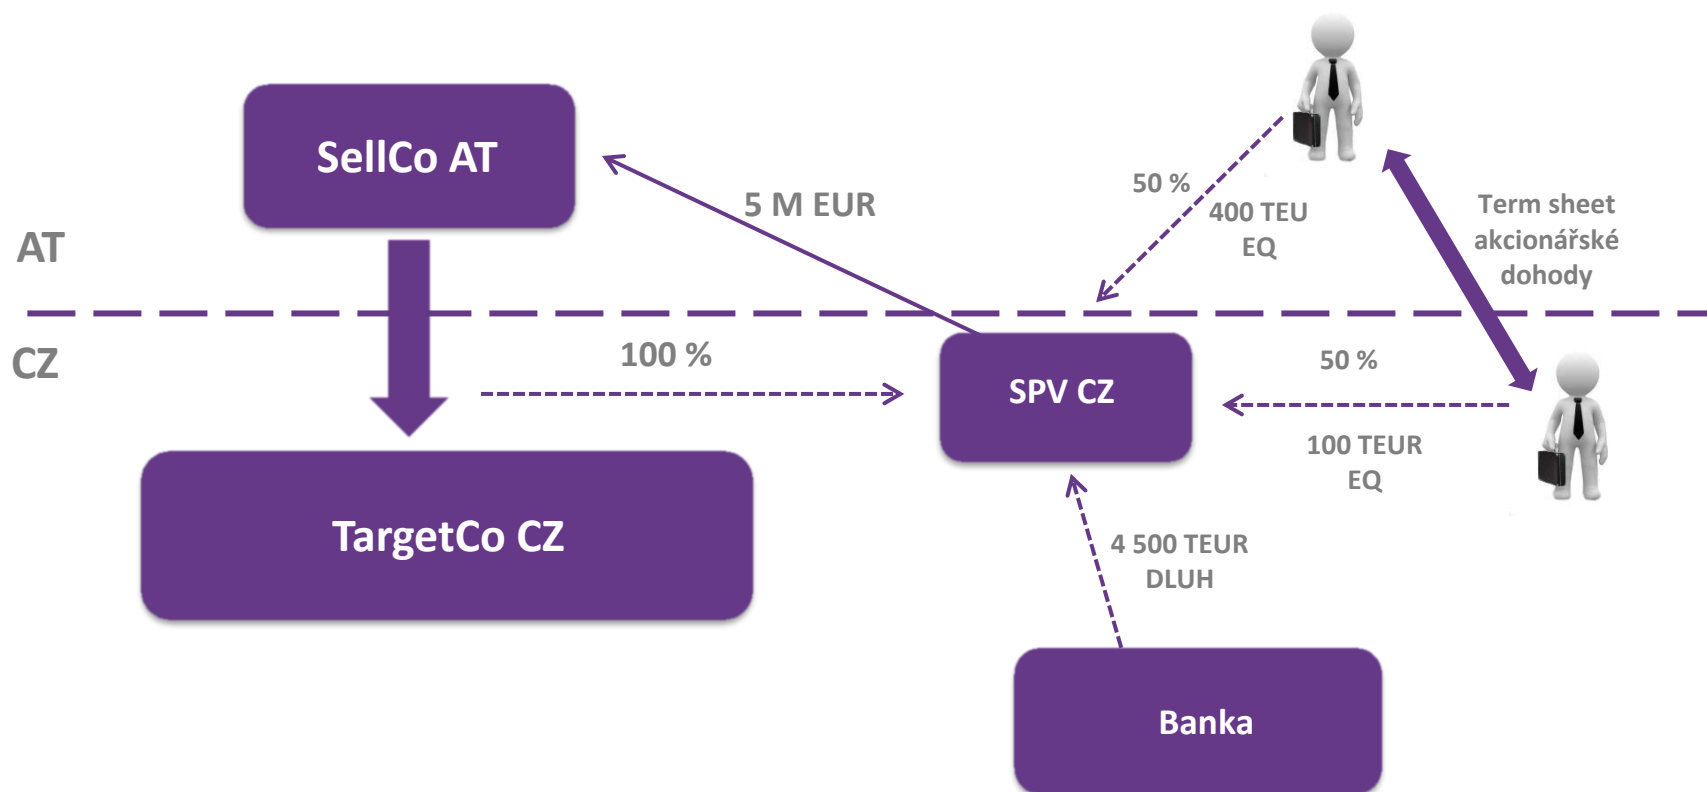 SellCo AT
5 M EUR
50 %
400 TEU
EQ
Term sheet
akcionářské
dohody
AT
CZ
100 %
SPV CZ
50 %
100 TEUR
EQ
TargetCo CZ
4 500 TEUR
DLUH
Banka